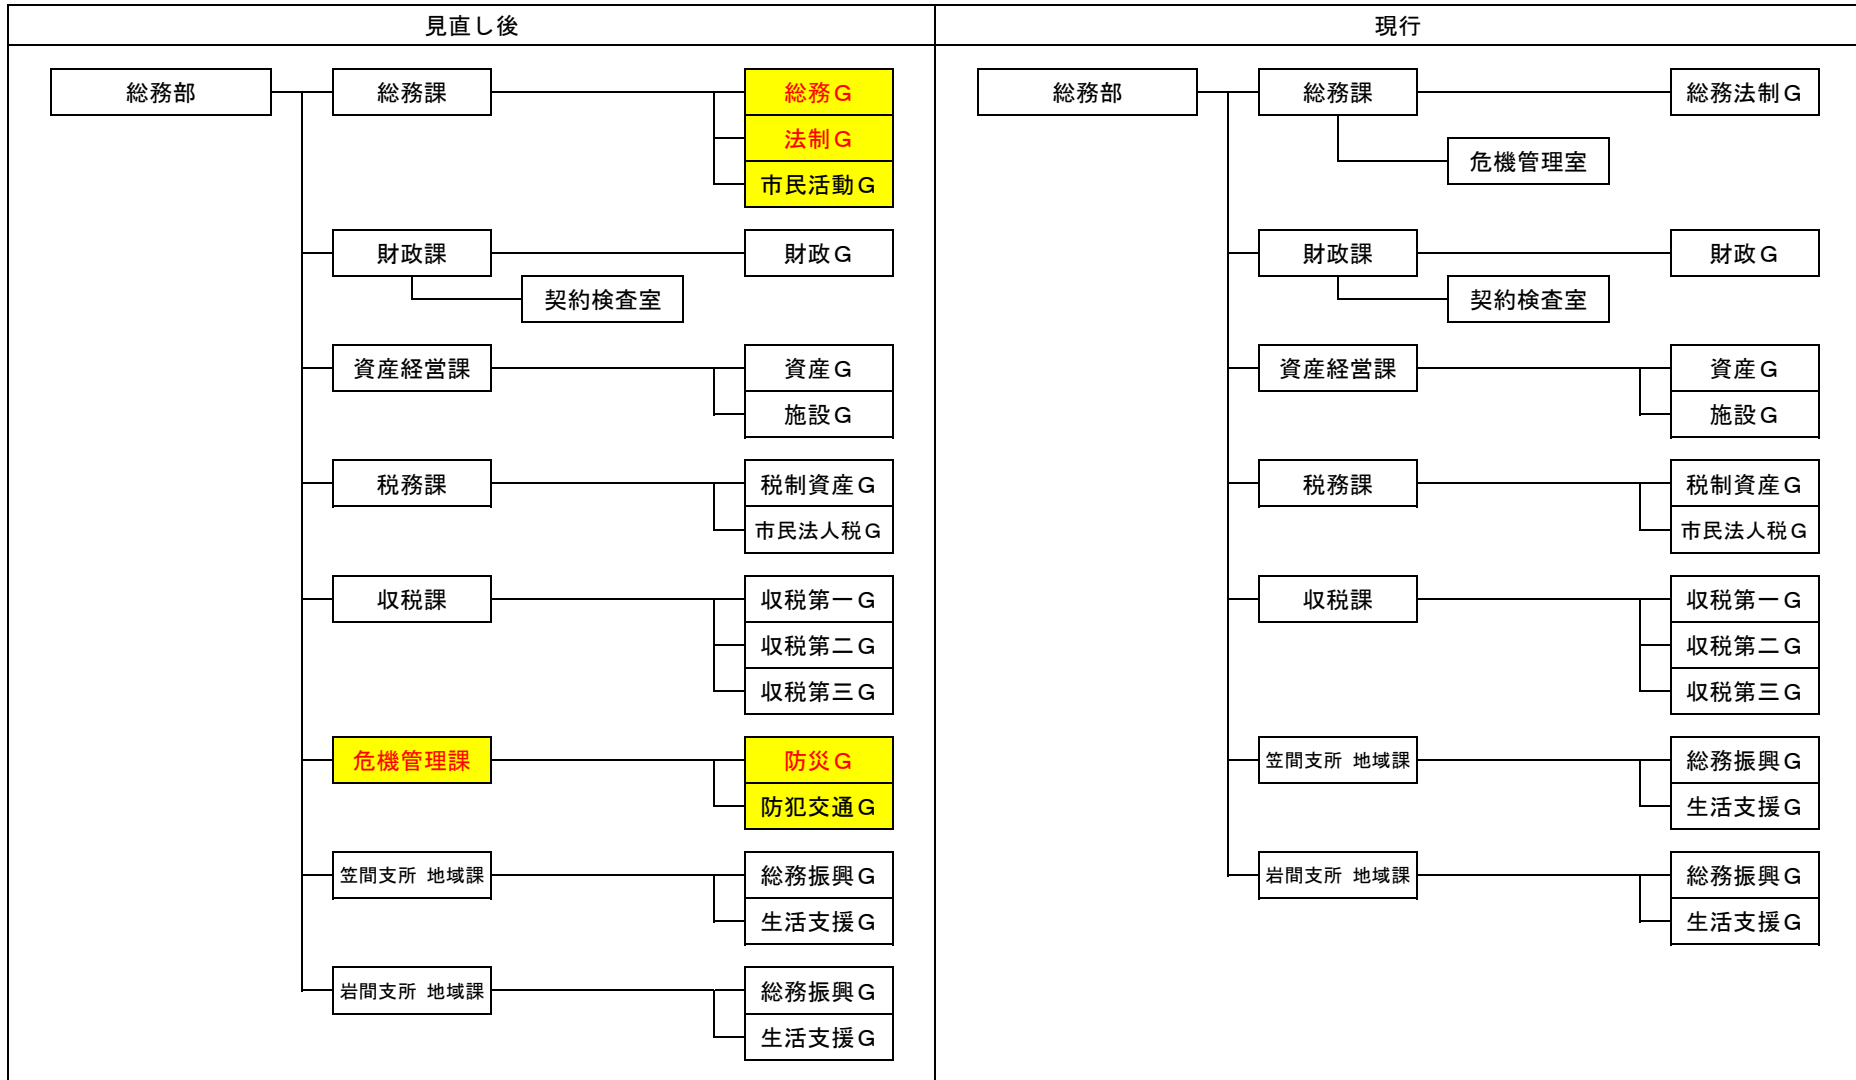 見直し後
総務部
総務課
総務Ｇ
法制Ｇ
市民活動Ｇ
財政課
財政Ｇ
契約検査室
資産経営課
資産Ｇ
施設Ｇ
税務課
税制資産Ｇ
市民法人税Ｇ
収税課
収税第一Ｇ
収税第二Ｇ
収税第三Ｇ
危機管理課
防災Ｇ
防犯交通Ｇ
笠間支所 地域課
総務振興Ｇ
生活支援Ｇ
岩間支所 地域課
総務振興Ｇ
生活支援Ｇ
現行
総務部
総務課
総務法制Ｇ
危機管理室
財政課
財政Ｇ
契約検査室
資産経営課
資産Ｇ
施設Ｇ
税務課
税制資産Ｇ
市民法人税Ｇ
収税課
収税第一Ｇ
収税第二Ｇ
収税第三Ｇ
笠間支所 地域課
総務振興Ｇ
生活支援Ｇ
岩間支所 地域課
総務振興Ｇ
生活支援Ｇ